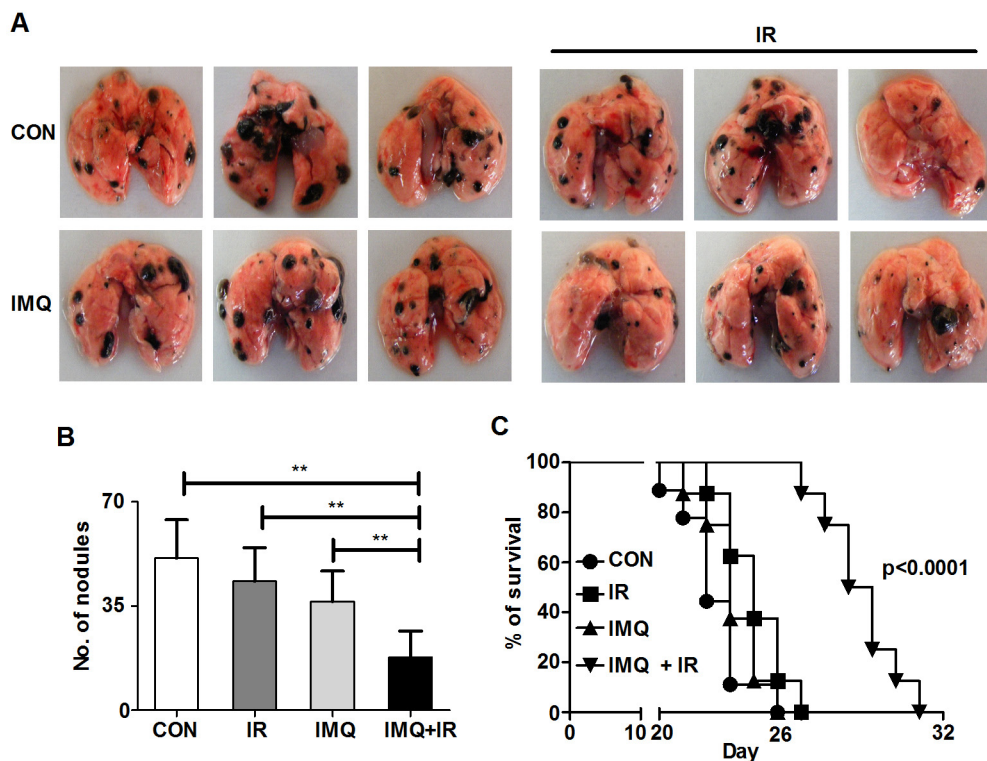 A
IR
CON
IMQ
B
No. of nodules
70
35
0
**
**
**
CON IR IMQ IMQ+IR
C
% of survival
100
80
60
40
20
0
CON
IR
IMQ
IMQ + IR
p<0.0001
0 10 20 26 32
Day